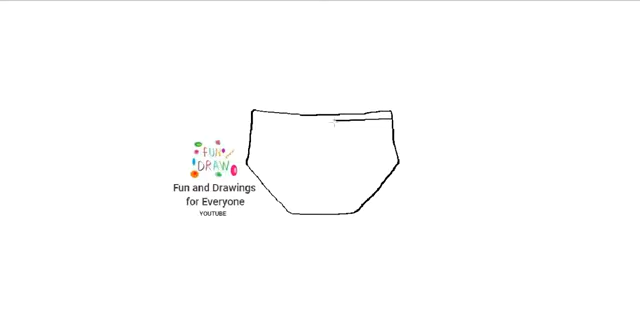 FUN
DRAW
Fun and Drawings
for Everyone
YOUTUBE